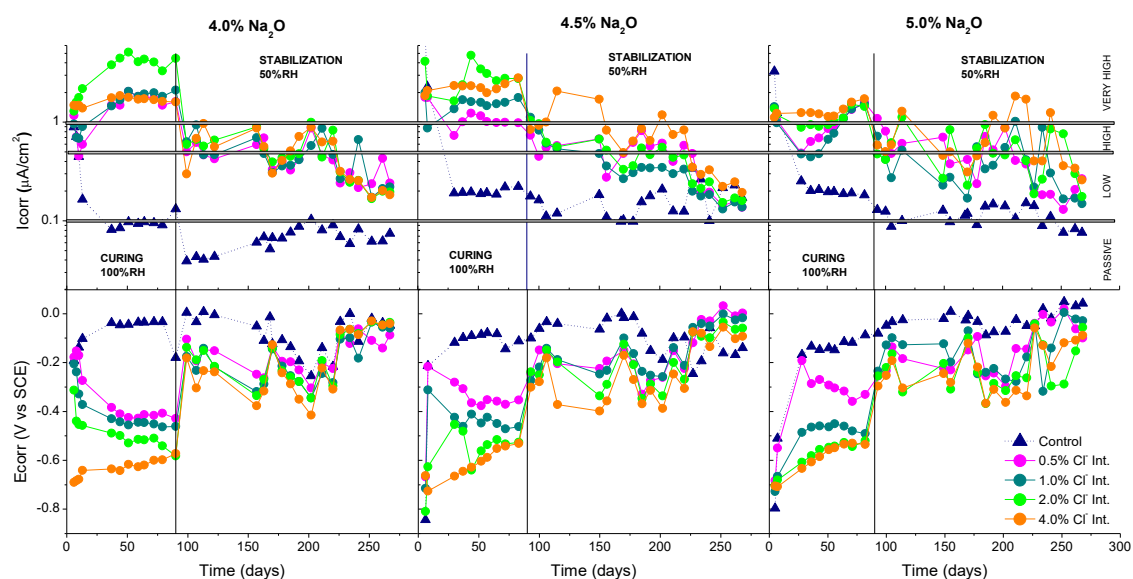 4.0% Na₂O
4.5% Na₂O
5.0% Na₂O
STABILIZATION
50%RH
STABILIZATION
50%RH
STABILIZATION
50%RH
VERY HIGH
HIGH
LOW
PASSIVE
Icorr (µA/cm²)
1
0.1
CURING
100%RH
CURING
100%RH
CURING
100%RH
Ecorr (V vs SCE)
0.0
-0.2
-0.4
-0.6
-0.8
Control
0.5% Cl⁻ Int.
1.0% Cl⁻ Int.
2.0% Cl⁻ Int.
4.0% Cl⁻ Int.
0 50 100 150 200 250
0 50 100 150 200 250
0 50 100 150 200 250 300
Time (days)
Time (days)
Time (days)